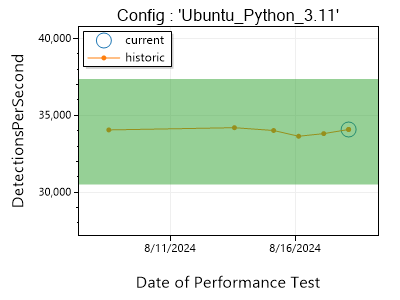 Config : 'Ubuntu_Python_3.11'
40,000
current
historic
35,000
30,000
DetectionsPerSecond
8/11/2024
8/16/2024
Date of Performance Test